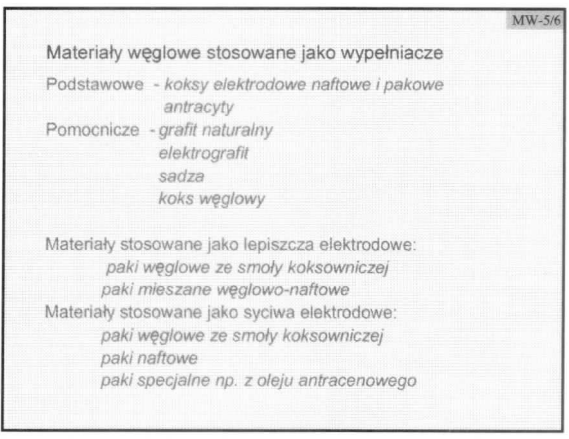 MW-5/6
Materiały węglowe stosowane jako wypełniacze
Podstawowe - koksy elektrodowe naftowe i pakowe
antracyty
Pomocnicze - grafit naturalny
elektrografit
sadza
koks węglowy
Materiały stosowane jako lepiszcza elektrodowe:
paki węglowe ze smoły koksowniczej
paki mieszane węglowo-naftowe
Materiały stosowane jako syciwa elektrodowe:
paki węglowe ze smoły koksowniczej
paki naftowe
paki specjalne np. z oleju antracenowego